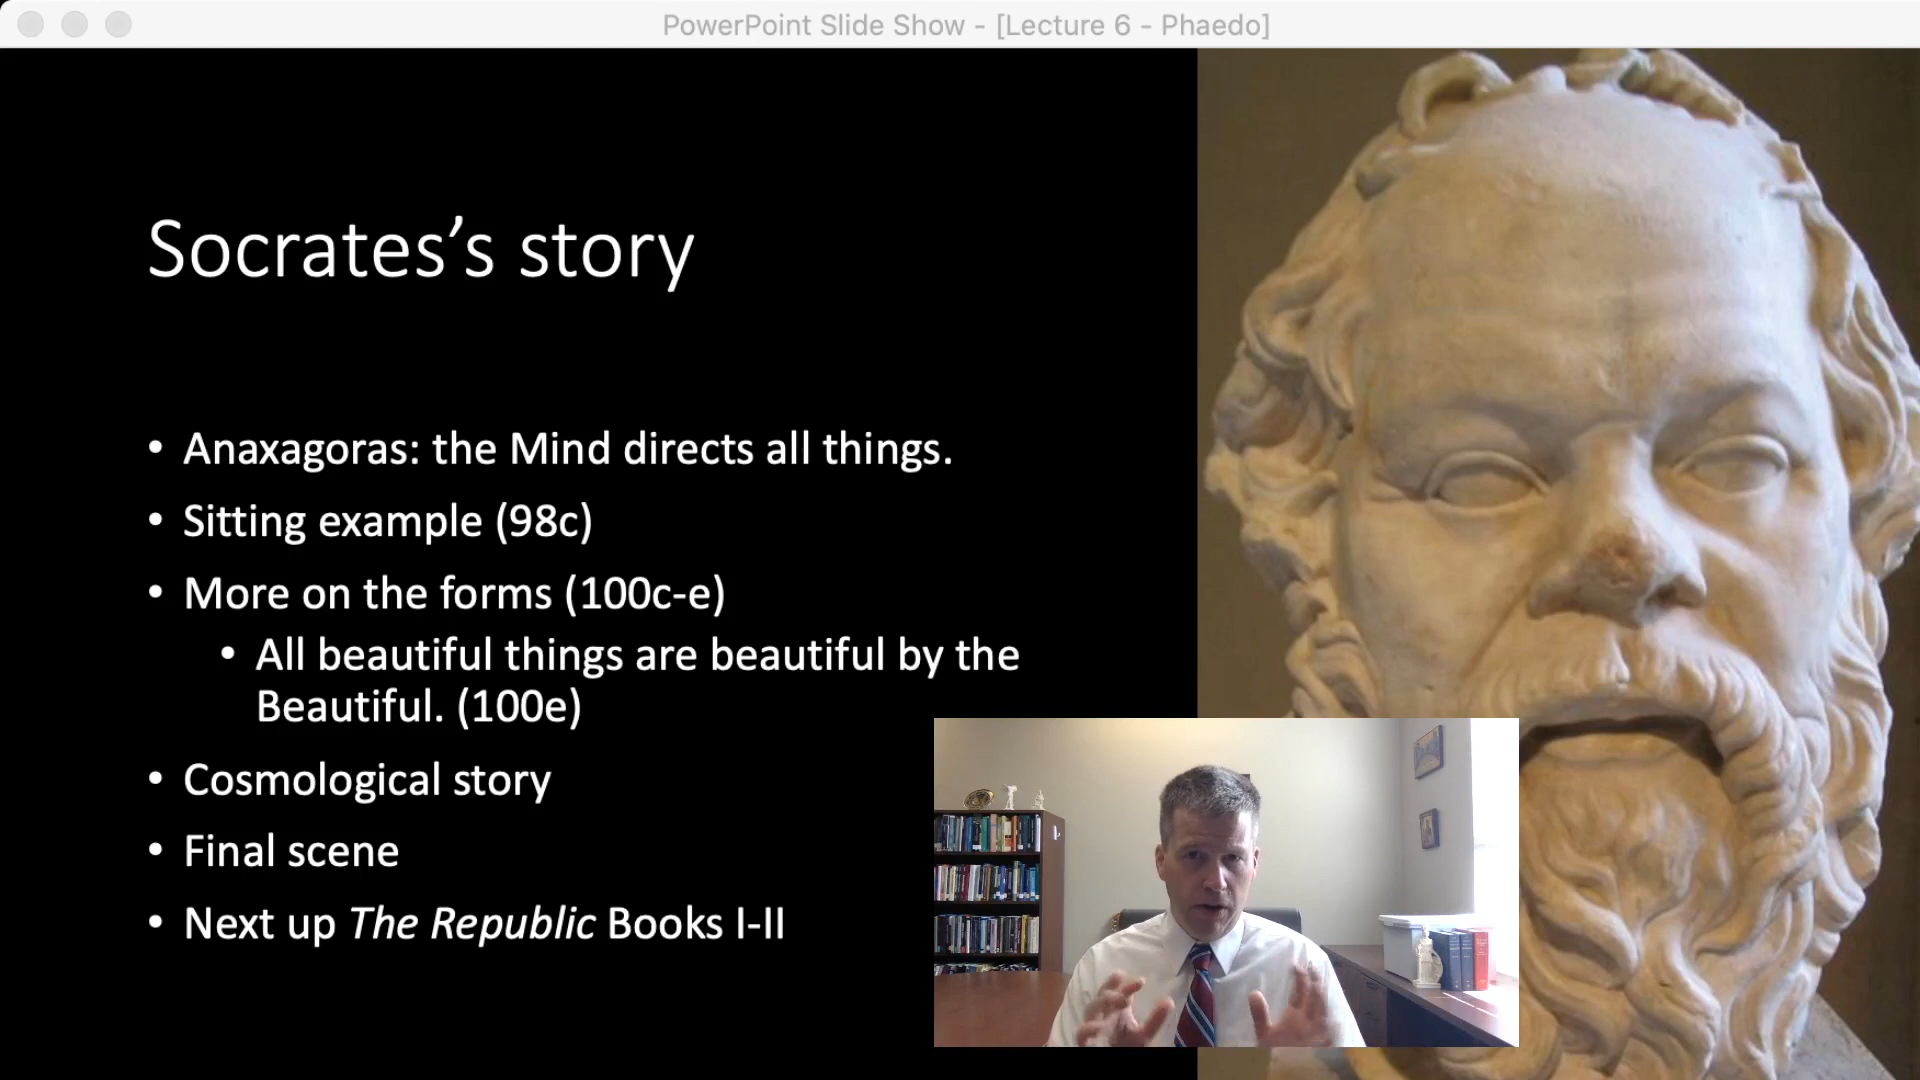 PowerPoint Slide Show - [Lecture 6 - Phaedo]
Socrates’s story
• Anaxagoras: the Mind directs all things.
• Sitting example (98c)
• More on the forms (100c-e)
• All beautiful things are beautiful by the
Beautiful. (100e)
• Cosmological story
• Final scene
• Next up The Republic Books I-II